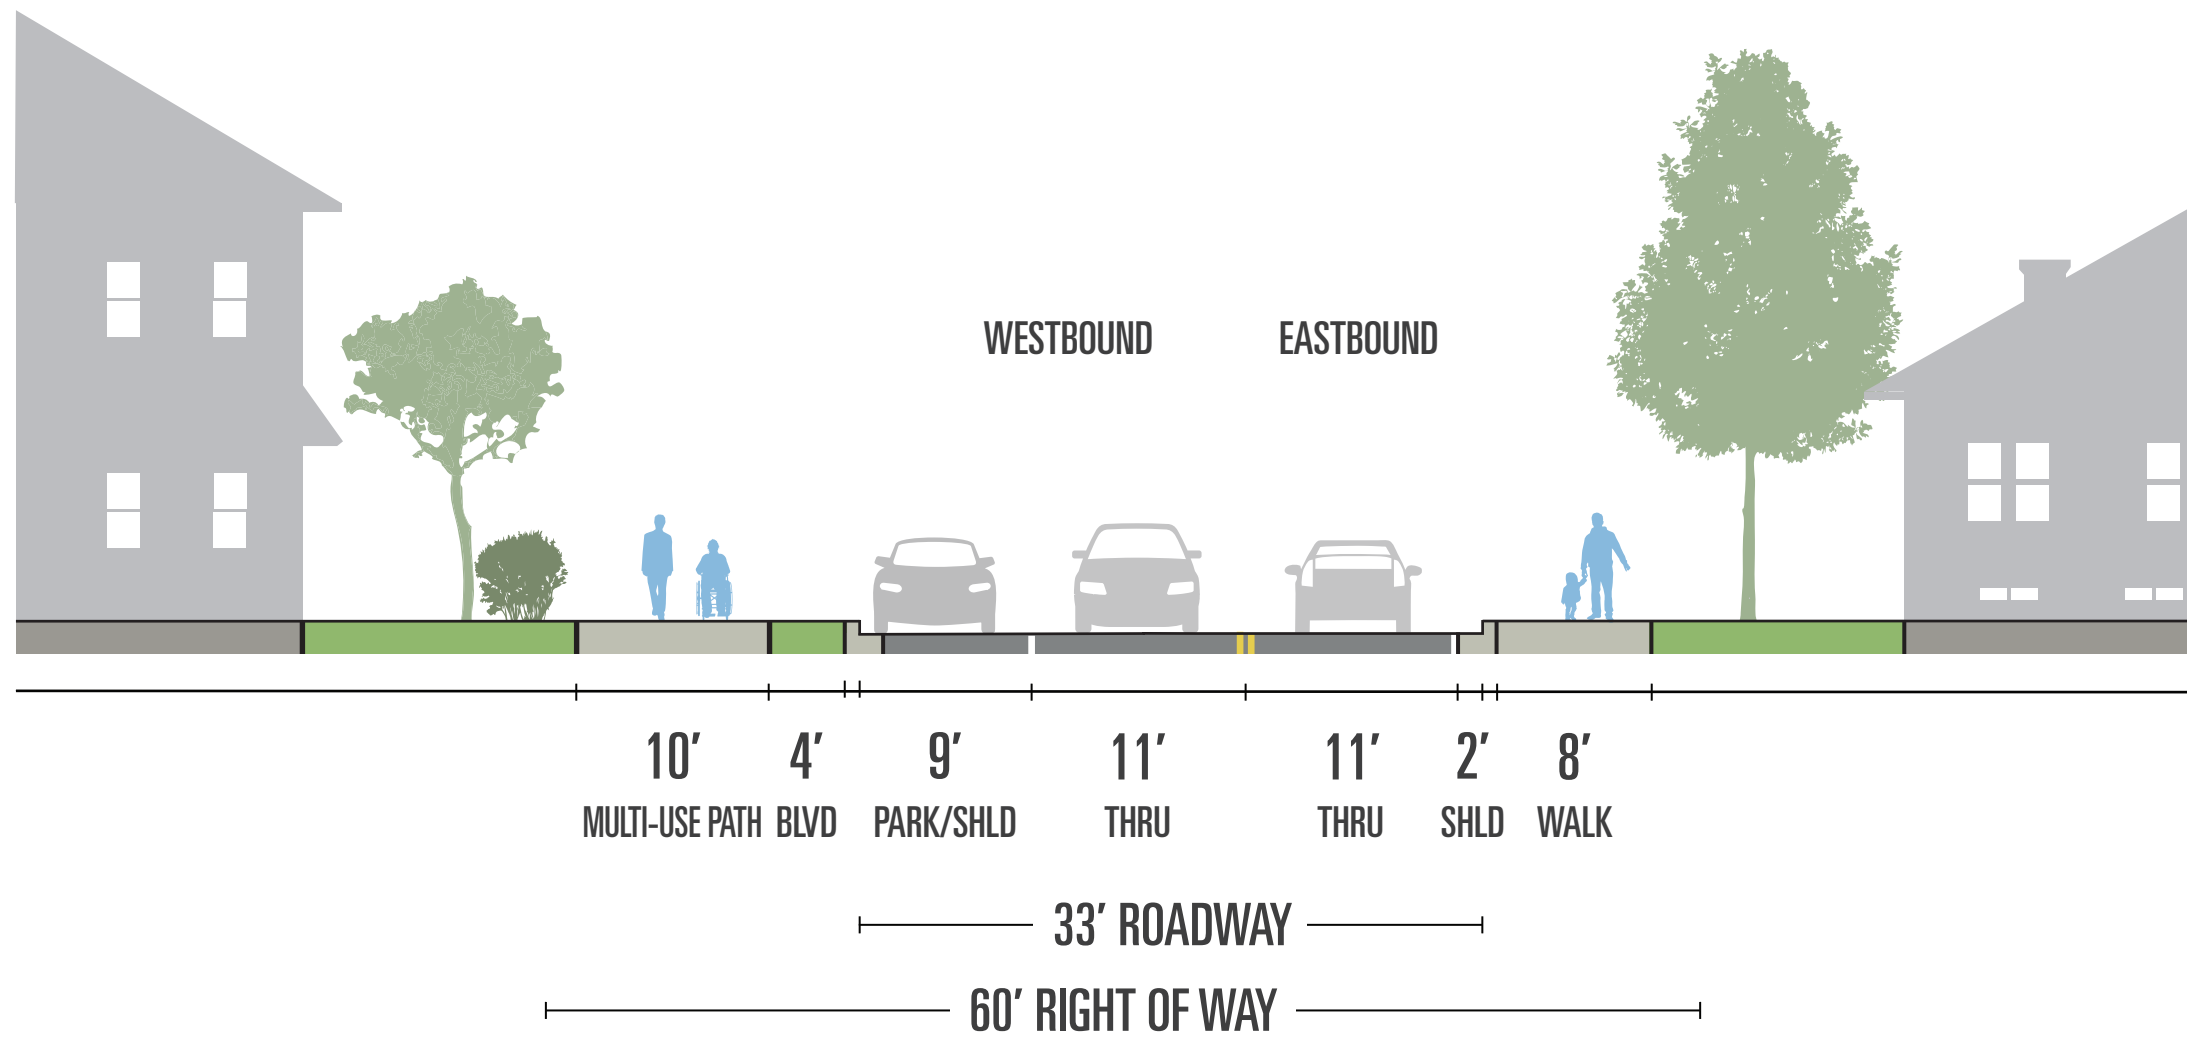 WESTBOUND EASTBOUND
10' 4' 9' 11' 11' 2' 8'
MULTI-USE PATH BLVD PARK/SHLD THRU THRU SHLD WALK
33' ROADWAY
60' RIGHT OF WAY